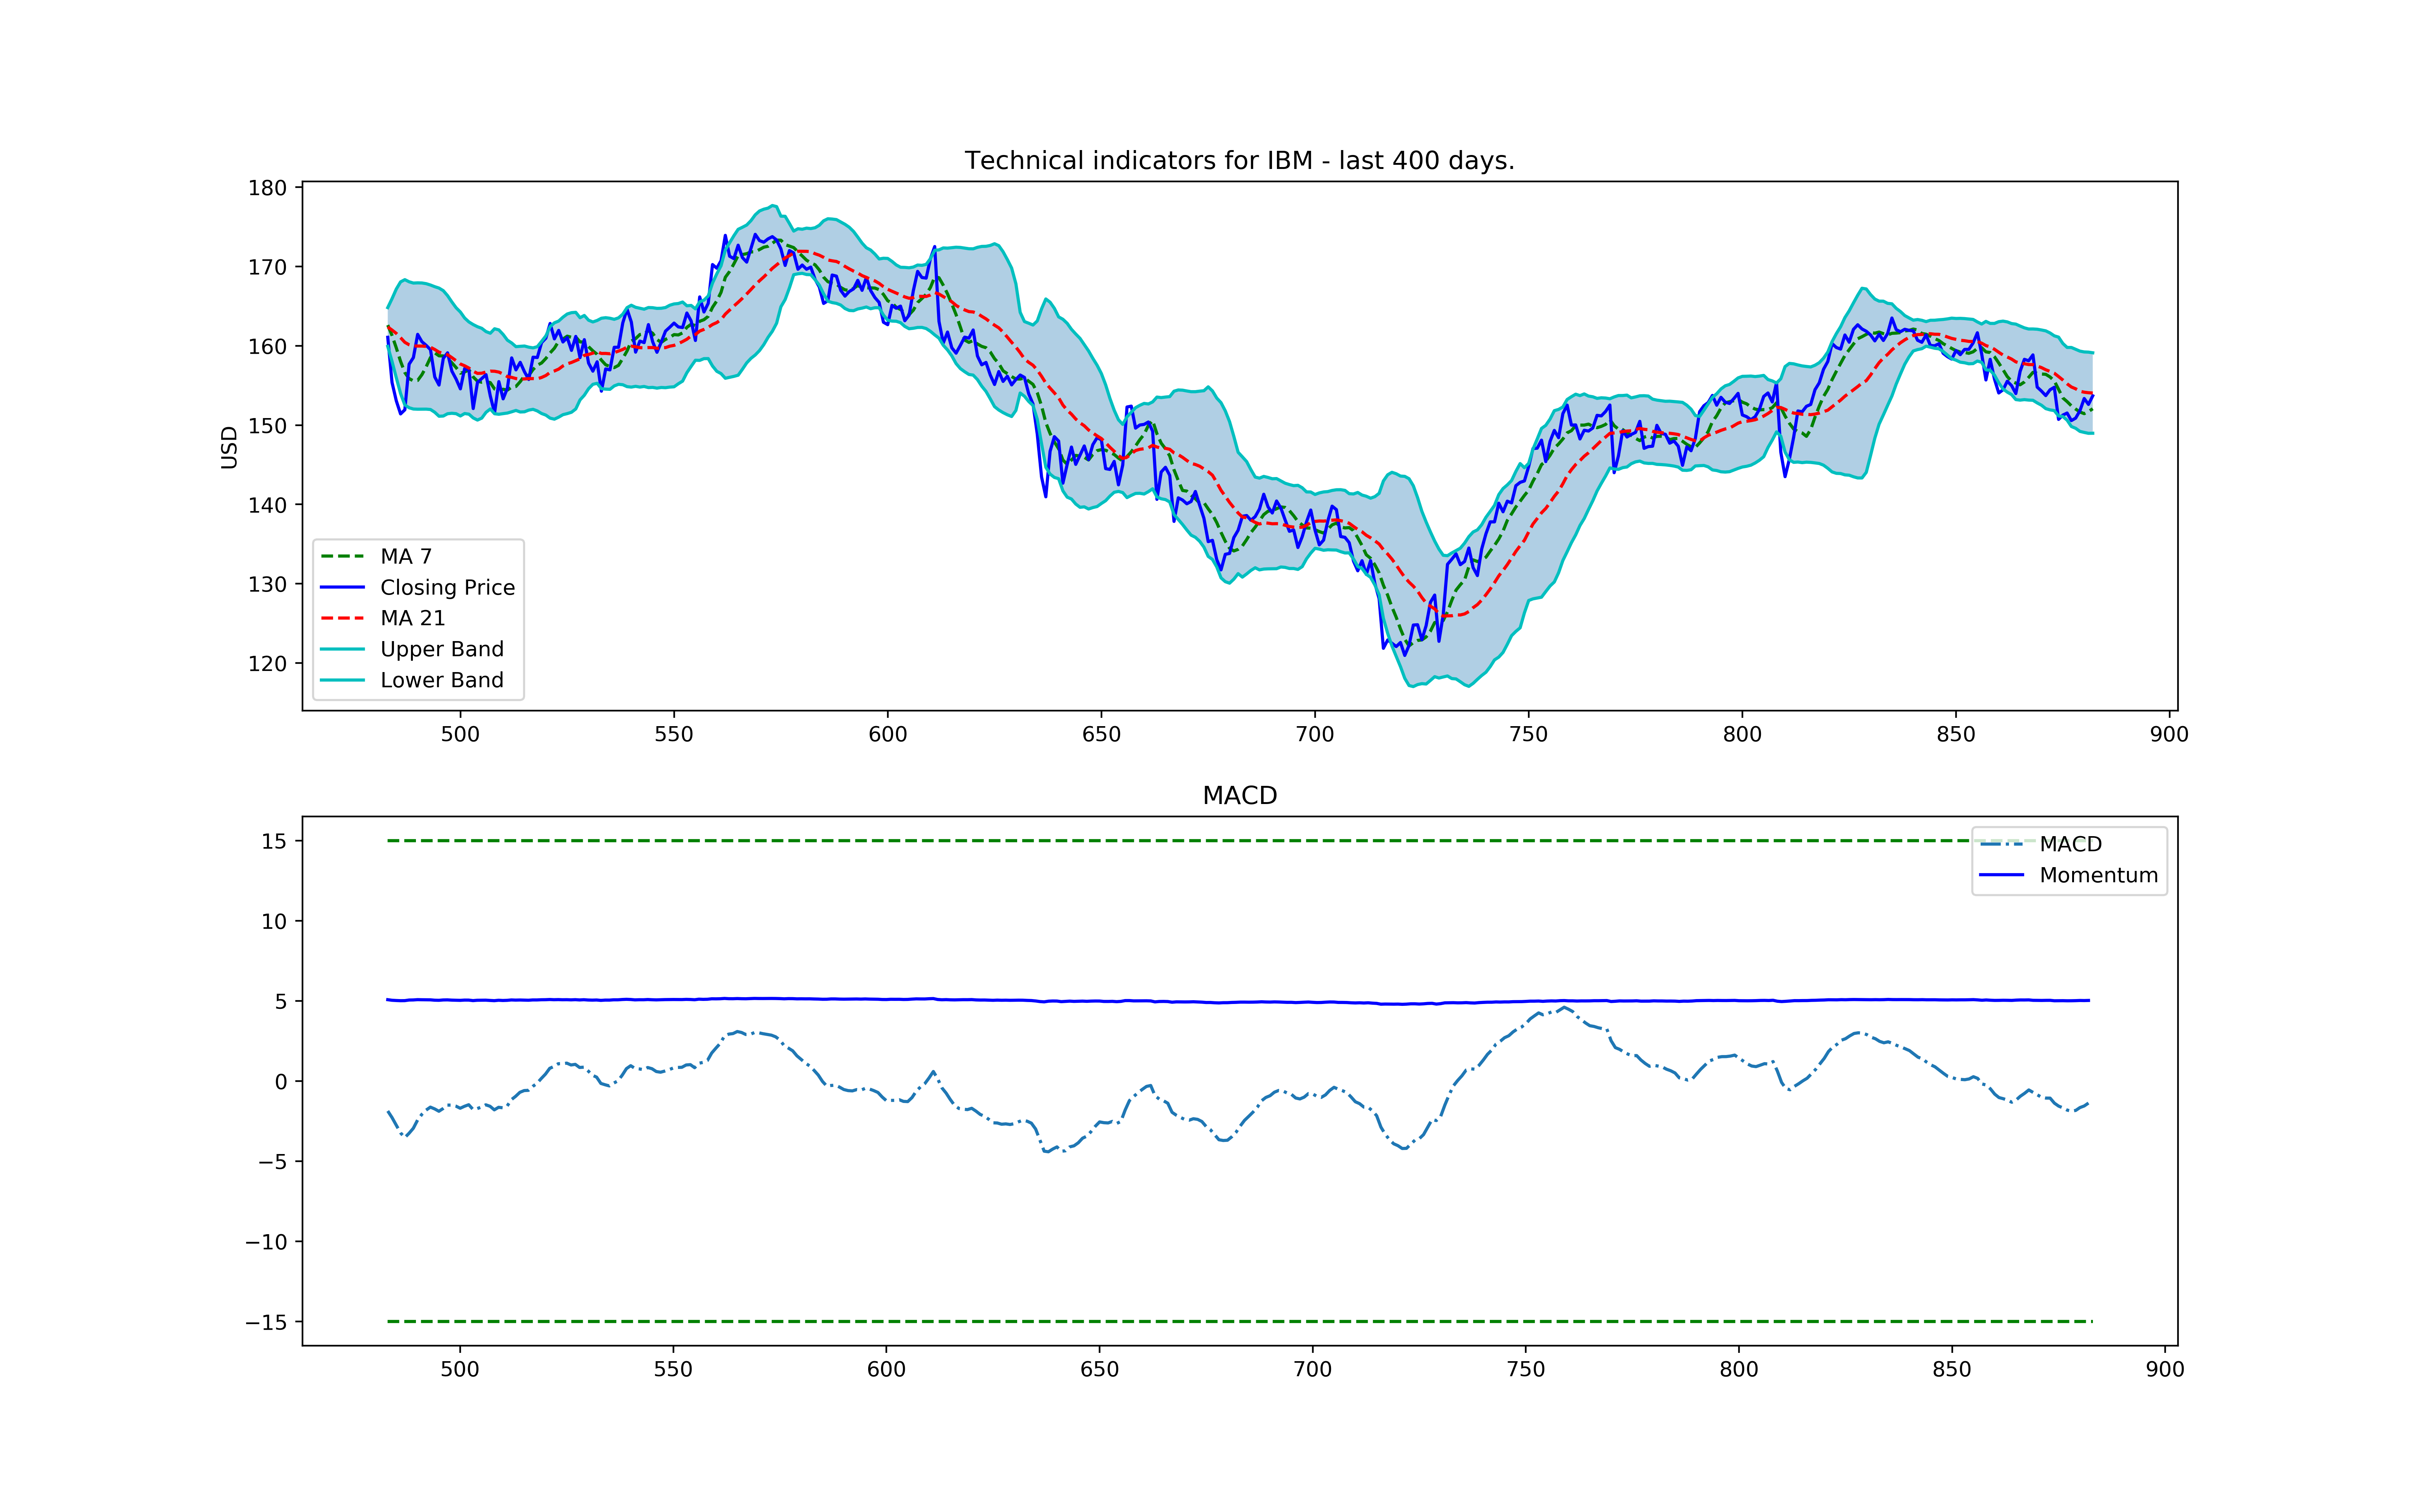 Technical indicators for IBM - last 400 days.
180
170
160
150
140
130
120
USD
MA 7
Closing Price
MA 21
Upper Band
Lower Band
500 550 600 650 700 750 800 850 900
MACD
15
10
5
0
−5
−10
−15
MACD
Momentum
500 550 600 650 700 750 800 850 900